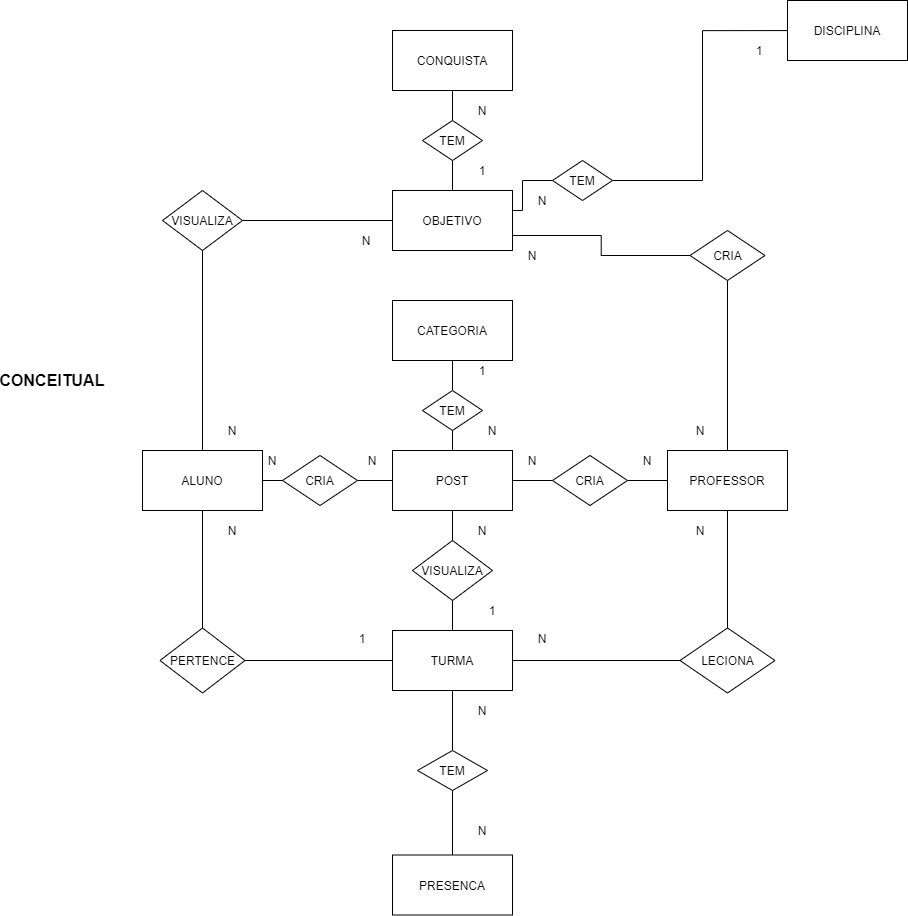 DISCIPLINA
1
CONQUISTA
N
TEM
1
TEM
N
VISUALIZA
OBJETIVO
N
N
CRIA
CATEGORIA
1
CONCEITUAL
TEM
N
N
N
N
N
N
N
ALUNO
CRIA
POST
CRIA
PROFESSOR
N
N
N
VISUALIZA
1
1
N
PERTENCE
TURMA
LECIONA
N
TEM
N
PRESENCA